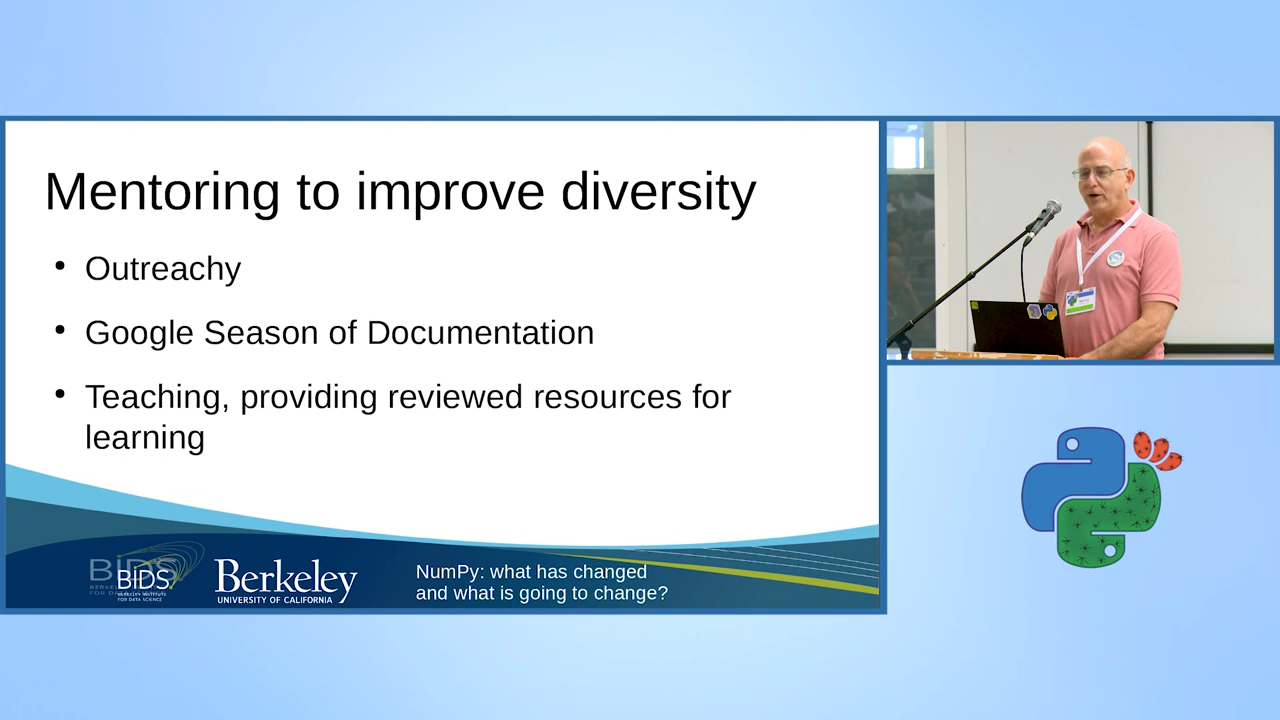 Mentoring to improve diversity
Outreachy
Google Season of Documentation
Teaching, providing reviewed resources for
learning
BIDS
BIDS
BERKELEY INSTITUTE
FOR DATA SCIENCE
Berkeley
UNIVERSITY OF CALIFORNIA
NumPy: what has changed
and what is going to change?